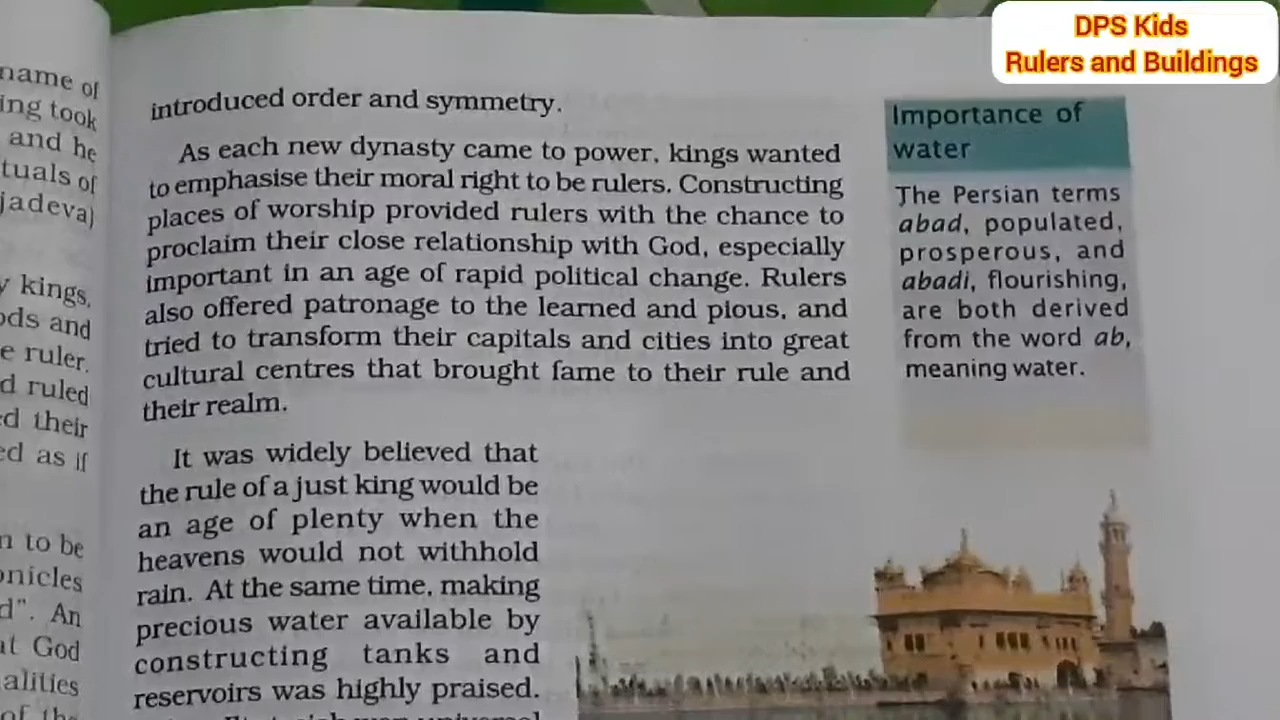 DPS Kids
Rulers and Buildings
name of
ing took
and he
tuals of
jadeva)
y kings,
ods and
e ruler.
d ruled
ed their
ed as if
n to be
onicles
d". An
at God
alities
of the
introduced order and symmetry.
As each new dynasty came to power, kings wanted
to emphasise their moral right to be rulers. Constructing
places of worship provided rulers with the chance to
proclaim their close relationship with God, especially
important in an age of rapid political change. Rulers
also offered patronage to the learned and pious, and
tried to transform their capitals and cities into great
cultural centres that brought fame to their rule and
their realm.
It was widely believed that
the rule of a just king would be
an age of plenty when the
heavens would not withhold
rain. At the same time, making
precious water available by
constructing tanks and
reservoirs was highly praised.
Importance of
water
The Persian terms
abad, populated,
prosperous, and
abadi, flourishing,
are both derived
from the word ab,
meaning water.